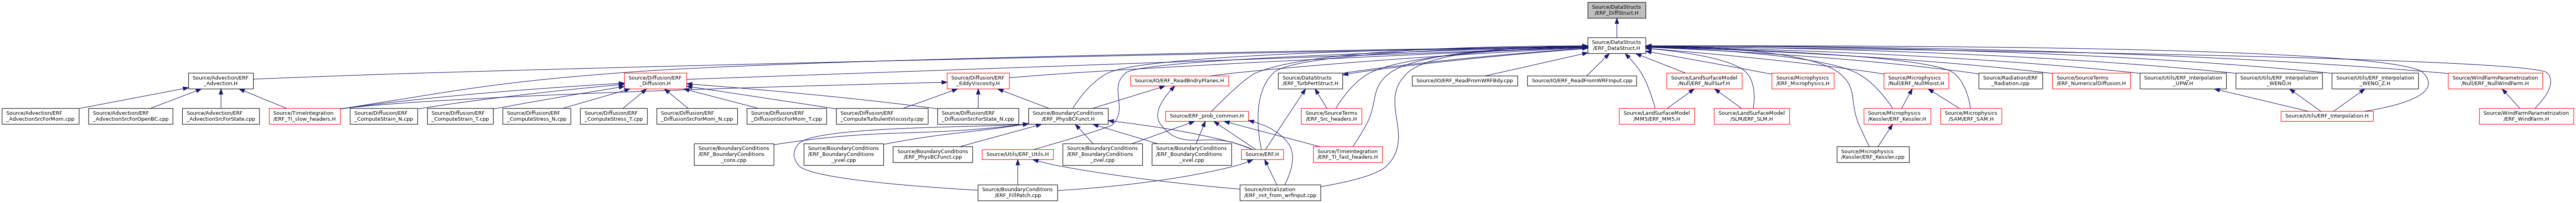 Source/DataStructs
/ERF_DiffStruct.H
Source/DataStructs
/ERF_DataStruct.H
Source/Advection/ERF
_Advection.H
Source/Diffusion/ERF
_Diffusion.H
Source/Diffusion/ERF
_EddyViscosity.H
Source/IO/ERF_ReadBndryPlanes.H
Source/DataStructs
/ERF_TurbPertStruct.H
Source/IO/ERF_ReadFromWRFBdy.cpp
Source/IO/ERF_ReadFromWRFInput.cpp
Source/LandSurfaceModel
/Null/ERF_NullSurf.H
Source/Microphysics
/ERF_Microphysics.H
Source/Microphysics
/Null/ERF_NullMoist.H
Source/Radiation/ERF
_Radiation.cpp
Source/SourceTerms
/ERF_NumericalDiffusion.H
Source/Utils/ERF_Interpolation
_UPW.H
Source/Utils/ERF_Interpolation
_WENO.H
Source/Utils/ERF_Interpolation
_WENO_Z.H
Source/WindFarmParametrization
/Null/ERF_NullWindFarm.H
Source/Advection/ERF
_AdvectionSrcForMom.cpp
Source/Advection/ERF
_AdvectionSrcForOpenBC.cpp
Source/Advection/ERF
_AdvectionSrcForState.cpp
Source/TimeIntegration
/ERF_TI_slow_headers.H
Source/Diffusion/ERF
_ComputeStrain_N.cpp
Source/Diffusion/ERF
_ComputeStrain_T.cpp
Source/Diffusion/ERF
_ComputeStress_N.cpp
Source/Diffusion/ERF
_ComputeStress_T.cpp
Source/Diffusion/ERF
_DiffusionSrcForMom_N.cpp
Source/Diffusion/ERF
_DiffusionSrcForMom_T.cpp
Source/Diffusion/ERF
_ComputeTurbulentViscosity.cpp
Source/Diffusion/ERF
_DiffusionSrcForState_N.cpp
Source/BoundaryConditions
/ERF_PhysBCFunct.H
Source/ERF_prob_common.H
Source/SourceTerms
/ERF_Src_headers.H
Source/LandSurfaceModel
/MM5/ERF_MM5.H
Source/LandSurfaceModel
/SLM/ERF_SLM.H
Source/Microphysics
/Kessler/ERF_Kessler.H
Source/Microphysics
/SAM/ERF_SAM.H
Source/Utils/ERF_Interpolation.H
Source/WindFarmParametrization
/ERF_WindFarm.H
Source/BoundaryConditions
/ERF_BoundaryConditions
_cons.cpp
Source/BoundaryConditions
/ERF_BoundaryConditions
_yvel.cpp
Source/BoundaryConditions
/ERF_PhysBCFunct.cpp
Source/Utils/ERF_Utils.H
Source/BoundaryConditions
/ERF_BoundaryConditions
_zvel.cpp
Source/BoundaryConditions
/ERF_BoundaryConditions
_xvel.cpp
Source/ERF.H
Source/TimeIntegration
/ERF_TI_fast_headers.H
Source/Microphysics
/Kessler/ERF_Kessler.cpp
Source/BoundaryConditions
/ERF_FillPatch.cpp
Source/Initialization
/ERF_init_from_wrfinput.cpp